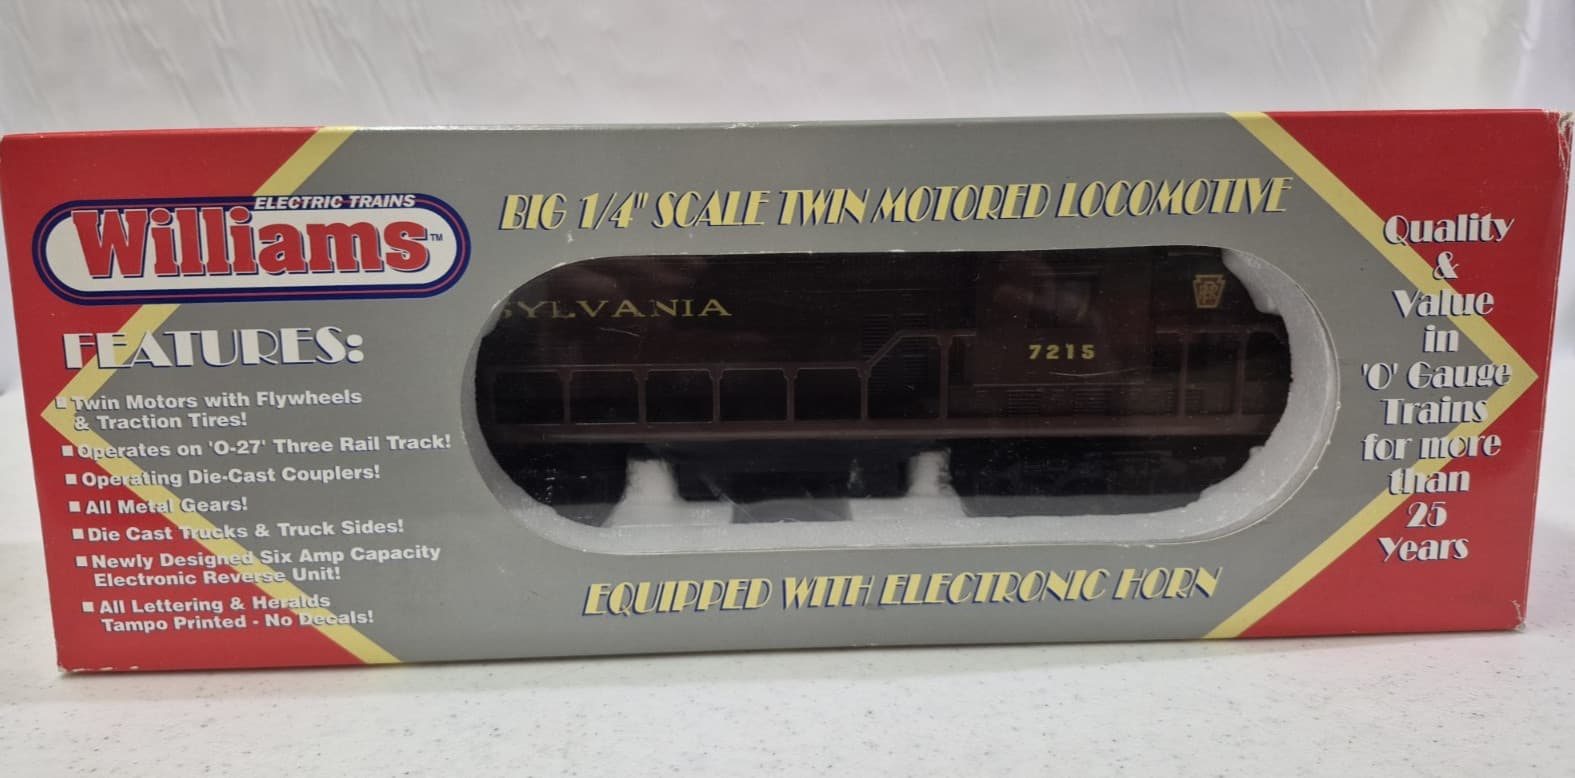 ELECTRIC TRAINS
Williams™
FEATURES:
Twin Motors with Flywheels
& Traction Tires!
Operates on 'O-27' Three Rail Track!
Operating Die-Cast Couplers!
All Metal Gears!
Die Cast Trucks & Truck Sides!
Newly Designed Six Amp Capacity
Electronic Reverse Unit!
All Lettering & Heralds
Tampo Printed - No Decals!
BIG 1/4" SCALE TWIN MOTORED LOCOMOTIVE
SYLVANIA
7215
EQUIPPED WITH ELECTRONIC HORN
Quality
&
Value
in
'O' Gauge
Trains
for more
than
25
Years